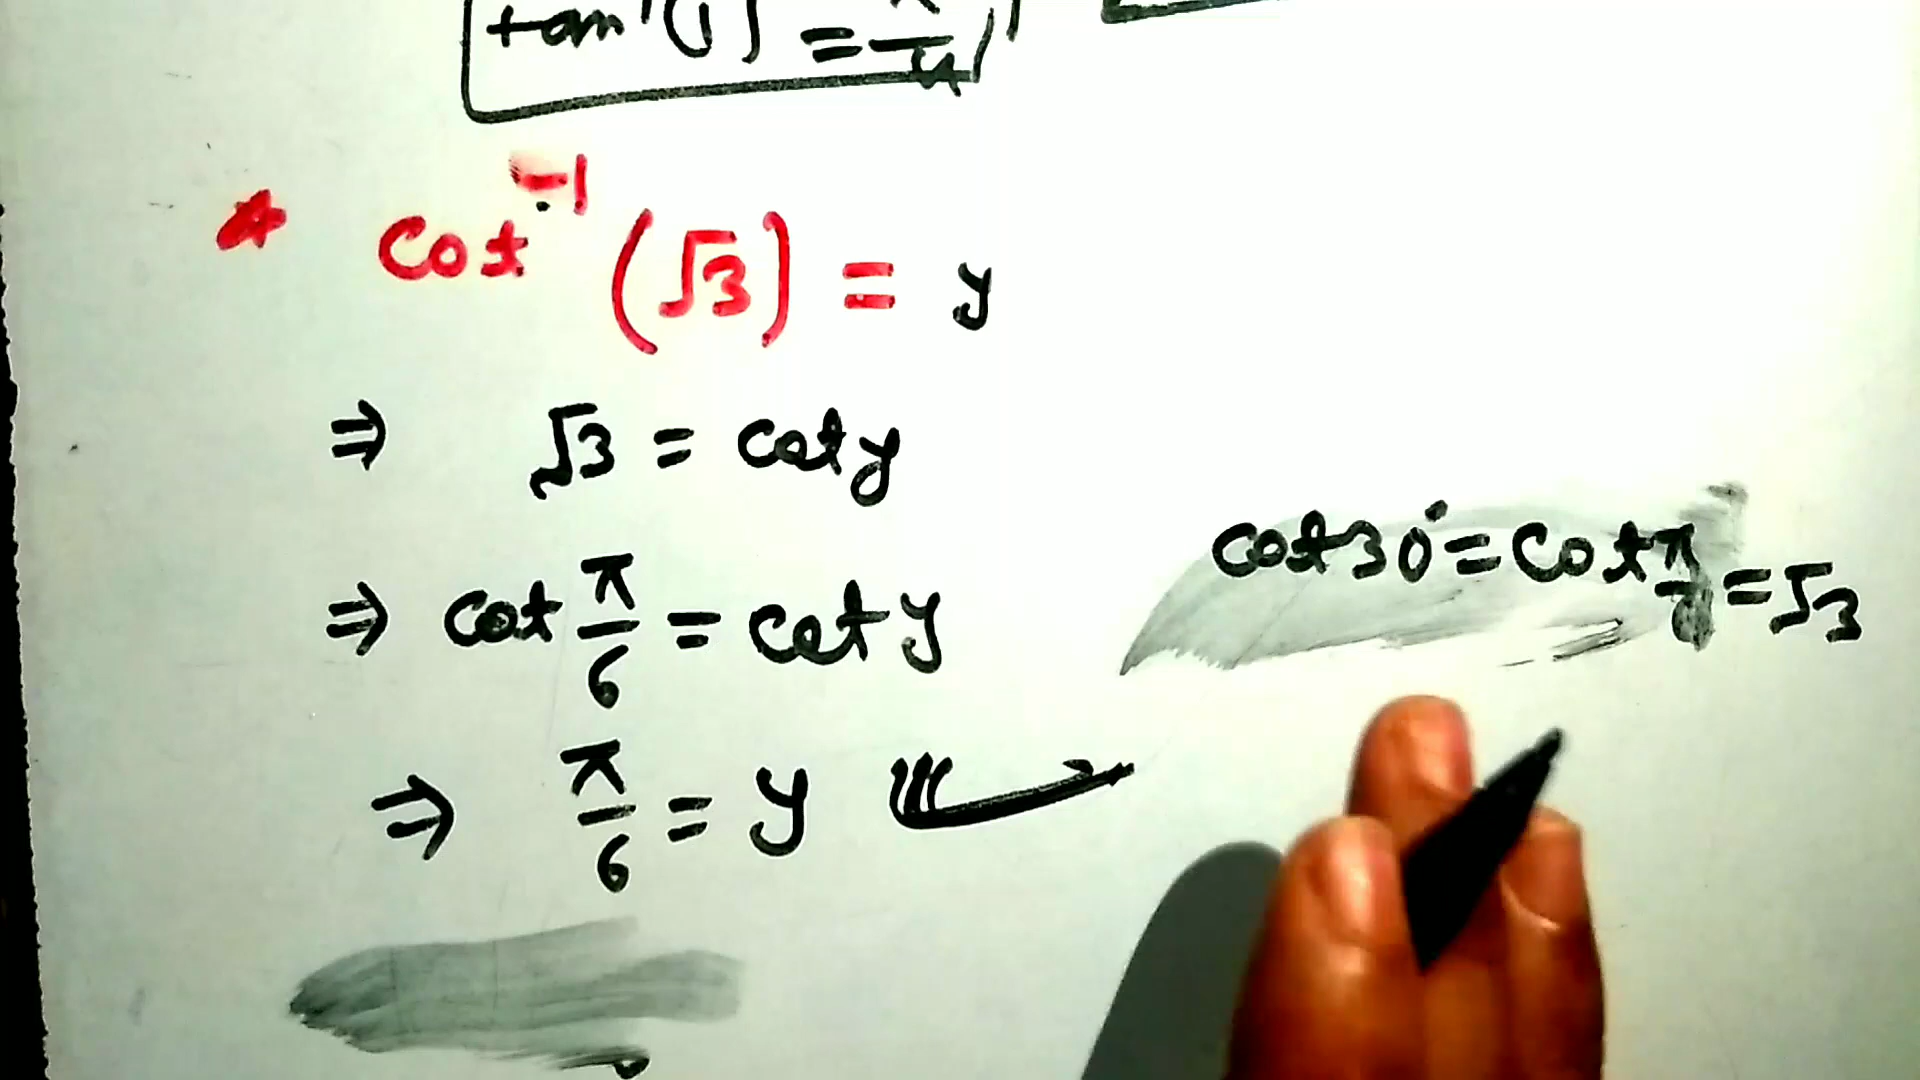 tan⁻¹(1) = π/4
* cot⁻¹ (√3) = y
⇒ √3 = cot y
⇒ cot π/6 = cot y
cot 30° = cot π/6 = √3
⇒ π/6 = y